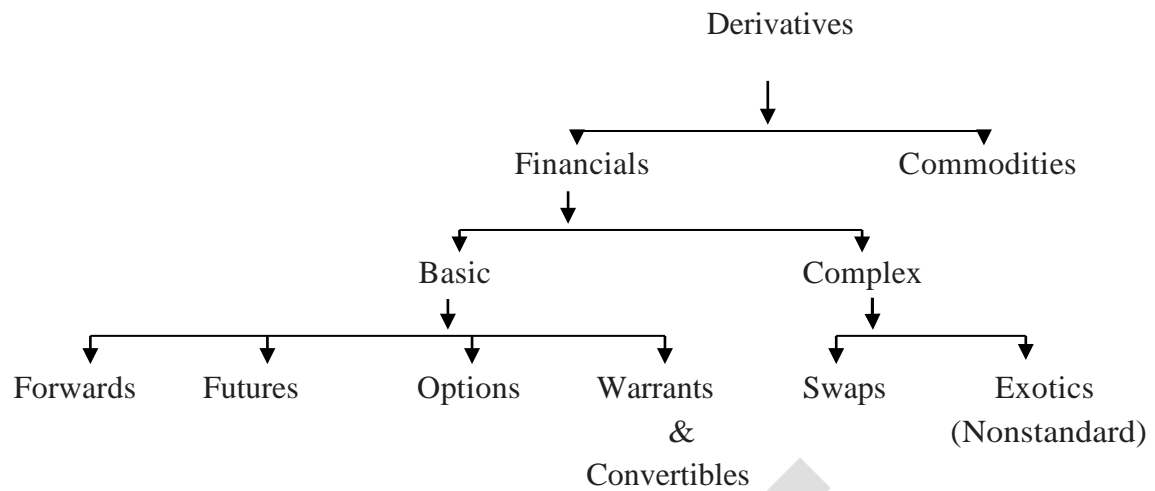 Derivatives
Financials Commodities
Basic Complex
Forwards Futures Options Warrants Swaps Exotics
& (Nonstandard)
Convertibles